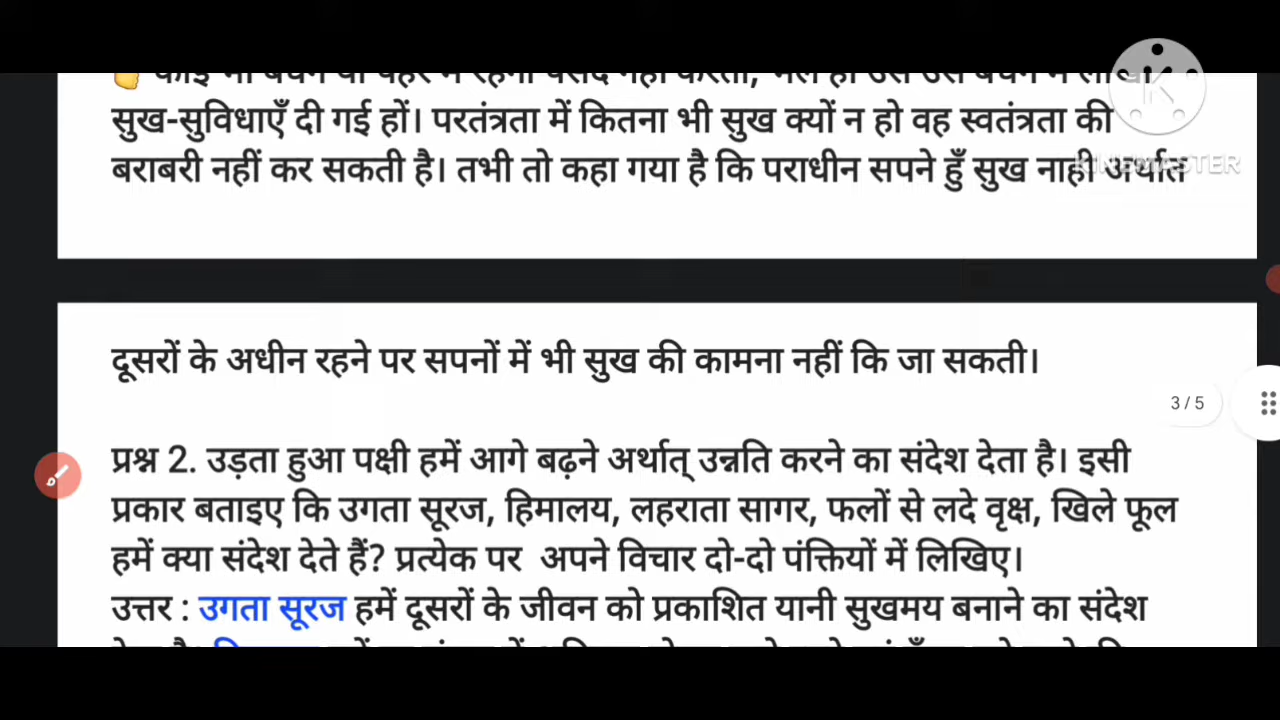 सुख-सुविधाएँ दी गई हों। परतंत्रता में कितना भी सुख क्यों न हो वह स्वतंत्रता की
बराबरी नहीं कर सकती है। तभी तो कहा गया है कि पराधीन सपने हुँ सुख नाही अर्थात
KINEMASTER
दूसरों के अधीन रहने पर सपनों में भी सुख की कामना नहीं कि जा सकती।
3 / 5
प्रश्न 2. उड़ता हुआ पक्षी हमें आगे बढ़ने अर्थात् उन्नति करने का संदेश देता है। इसी
प्रकार बताइए कि उगता सूरज, हिमालय, लहराता सागर, फलों से लदे वृक्ष, खिले फूल
हमें क्या संदेश देते हैं? प्रत्येक पर अपने विचार दो-दो पंक्तियों में लिखिए।
उत्तर : उगता सूरज हमें दूसरों के जीवन को प्रकाशित यानी सुखमय बनाने का संदेश